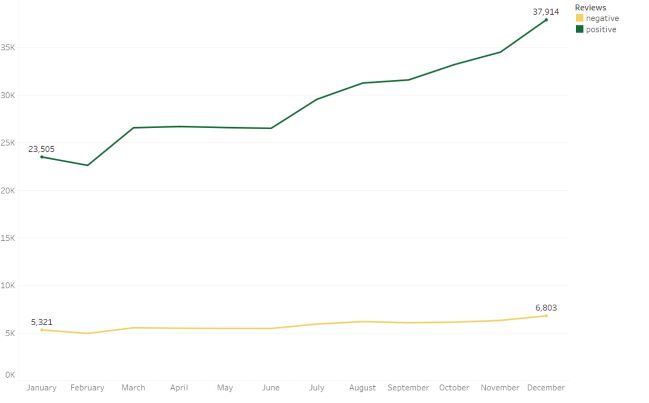 Reviews
negative
positive
37,914
35K
30K
25K
23,505
20K
15K
10K
6,803
5,321
5K
0K
January February March April May June July August September October November December